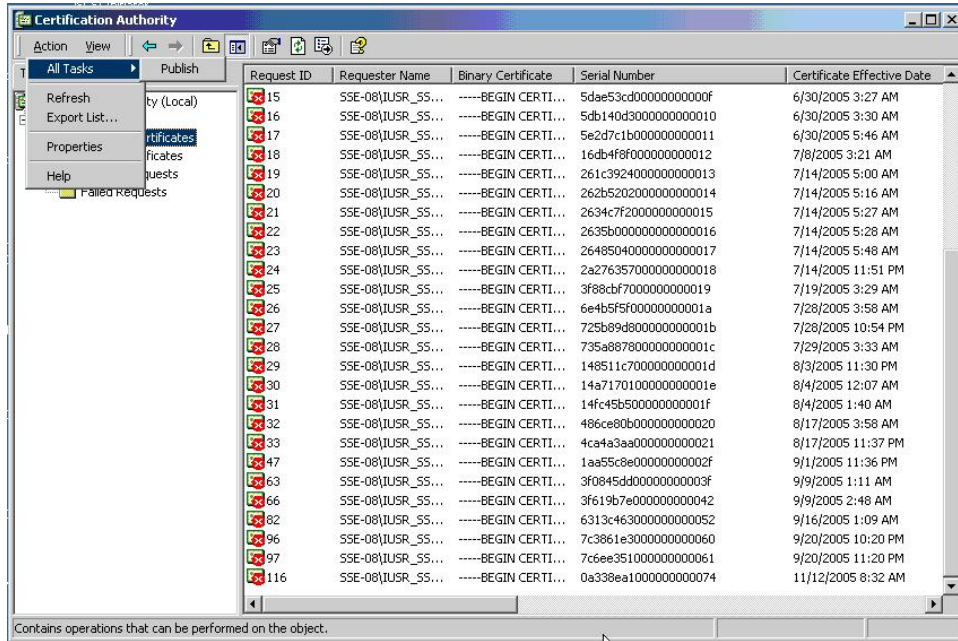 Certification Authority
Action View
All Tasks Publish
Refresh
Export List...
Properties
Help
ty (Local)
rtificates
ficates
quests
Failed Requests
Request ID Requester Name Binary Certificate Serial Number Certificate Effective Date
15 SSE-08\IUSR_SS... -----BEGIN CERTI... 5dae53cd00000000000f 6/30/2005 3:27 AM
16 SSE-08\IUSR_SS... -----BEGIN CERTI... 5db140d3000000000010 6/30/2005 3:30 AM
17 SSE-08\IUSR_SS... -----BEGIN CERTI... 5e2d7c1b000000000011 6/30/2005 5:46 AM
18 SSE-08\IUSR_SS... -----BEGIN CERTI... 16db4f8f000000000012 7/8/2005 3:21 AM
19 SSE-08\IUSR_SS... -----BEGIN CERTI... 261c3924000000000013 7/14/2005 5:00 AM
20 SSE-08\IUSR_SS... -----BEGIN CERTI... 262b5202000000000014 7/14/2005 5:16 AM
21 SSE-08\IUSR_SS... -----BEGIN CERTI... 2634c7f2000000000015 7/14/2005 5:27 AM
22 SSE-08\IUSR_SS... -----BEGIN CERTI... 2635b000000000000016 7/14/2005 5:28 AM
23 SSE-08\IUSR_SS... -----BEGIN CERTI... 26485040000000000017 7/14/2005 5:48 AM
24 SSE-08\IUSR_SS... -----BEGIN CERTI... 2a276357000000000018 7/14/2005 11:51 PM
25 SSE-08\IUSR_SS... -----BEGIN CERTI... 3f88cbf7000000000019 7/19/2005 3:29 AM
26 SSE-08\IUSR_SS... -----BEGIN CERTI... 6e4b5f5f00000000001a 7/28/2005 3:58 AM
27 SSE-08\IUSR_SS... -----BEGIN CERTI... 725b89d800000000001b 7/28/2005 10:54 PM
28 SSE-08\IUSR_SS... -----BEGIN CERTI... 735a887800000000001c 7/29/2005 3:33 AM
29 SSE-08\IUSR_SS... -----BEGIN CERTI... 148511c700000000001d 8/3/2005 11:30 PM
30 SSE-08\IUSR_SS... -----BEGIN CERTI... 14a7170100000000001e 8/4/2005 12:07 AM
31 SSE-08\IUSR_SS... -----BEGIN CERTI... 14fc45b500000000001f 8/4/2005 1:40 AM
32 SSE-08\IUSR_SS... -----BEGIN CERTI... 486ce80b000000000020 8/17/2005 3:58 AM
33 SSE-08\IUSR_SS... -----BEGIN CERTI... 4ca4a3aa000000000021 8/17/2005 11:37 PM
47 SSE-08\IUSR_SS... -----BEGIN CERTI... 1aa55c8e00000000002f 9/1/2005 11:36 PM
63 SSE-08\IUSR_SS... -----BEGIN CERTI... 3f0845dd00000000003f 9/9/2005 1:11 AM
66 SSE-08\IUSR_SS... -----BEGIN CERTI... 3f619b7e000000000042 9/9/2005 2:48 AM
82 SSE-08\IUSR_SS... -----BEGIN CERTI... 6313c463000000000052 9/16/2005 1:09 AM
96 SSE-08\IUSR_SS... -----BEGIN CERTI... 7c3861e3000000000060 9/20/2005 10:20 PM
97 SSE-08\IUSR_SS... -----BEGIN CERTI... 7c6ee351000000000061 9/20/2005 11:20 PM
116 SSE-08\IUSR_SS... -----BEGIN CERTI... 0a338ea1000000000074 11/12/2005 8:32 AM
Contains operations that can be performed on the object.